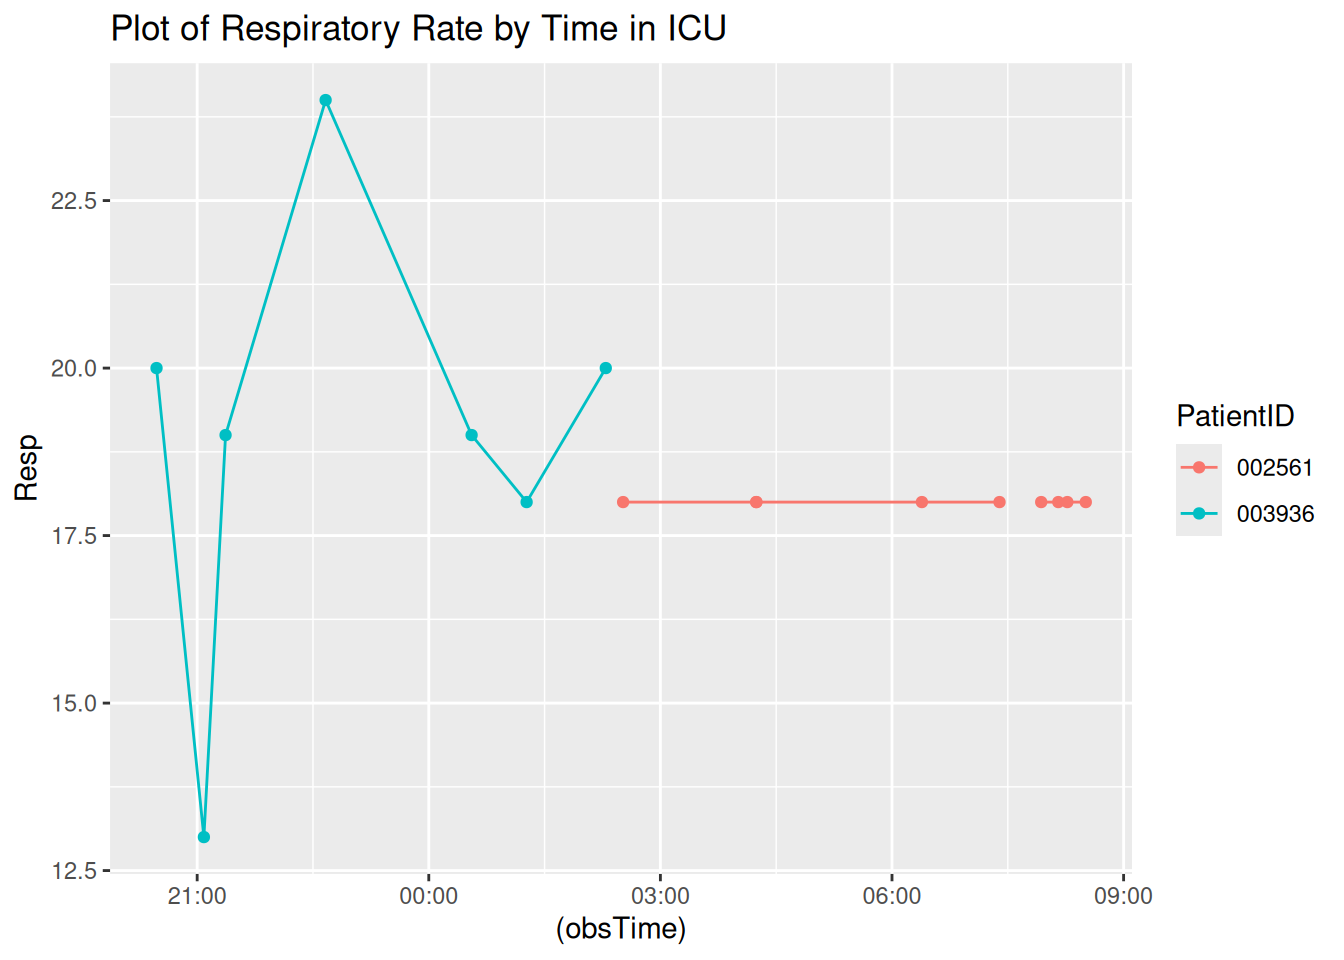 Plot of Respiratory Rate by Time in ICU
22.5
20.0
17.5
15.0
12.5
Resp
21:00 00:00 03:00 06:00 09:00
(obsTime)
PatientID
002561
003936